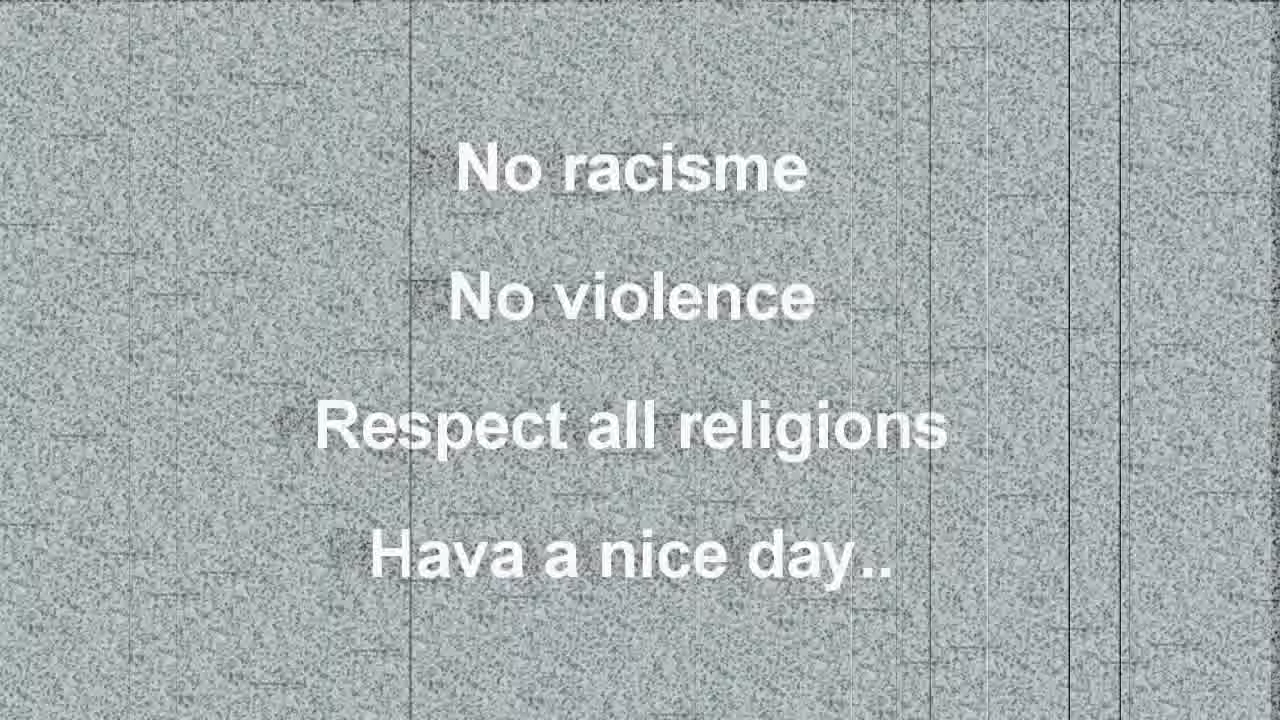 No racisme
No violence
Respect all religions
Hava a nice day..